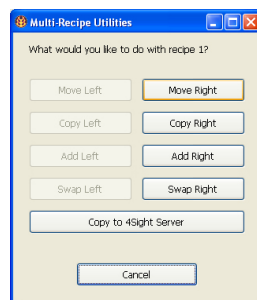 Multi-Recipe Utilities
What would you like to do with recipe 1?
Move Left Move Right
Copy Left Copy Right
Add Left Add Right
Swap Left Swap Right
Copy to 4Sight Server
Cancel